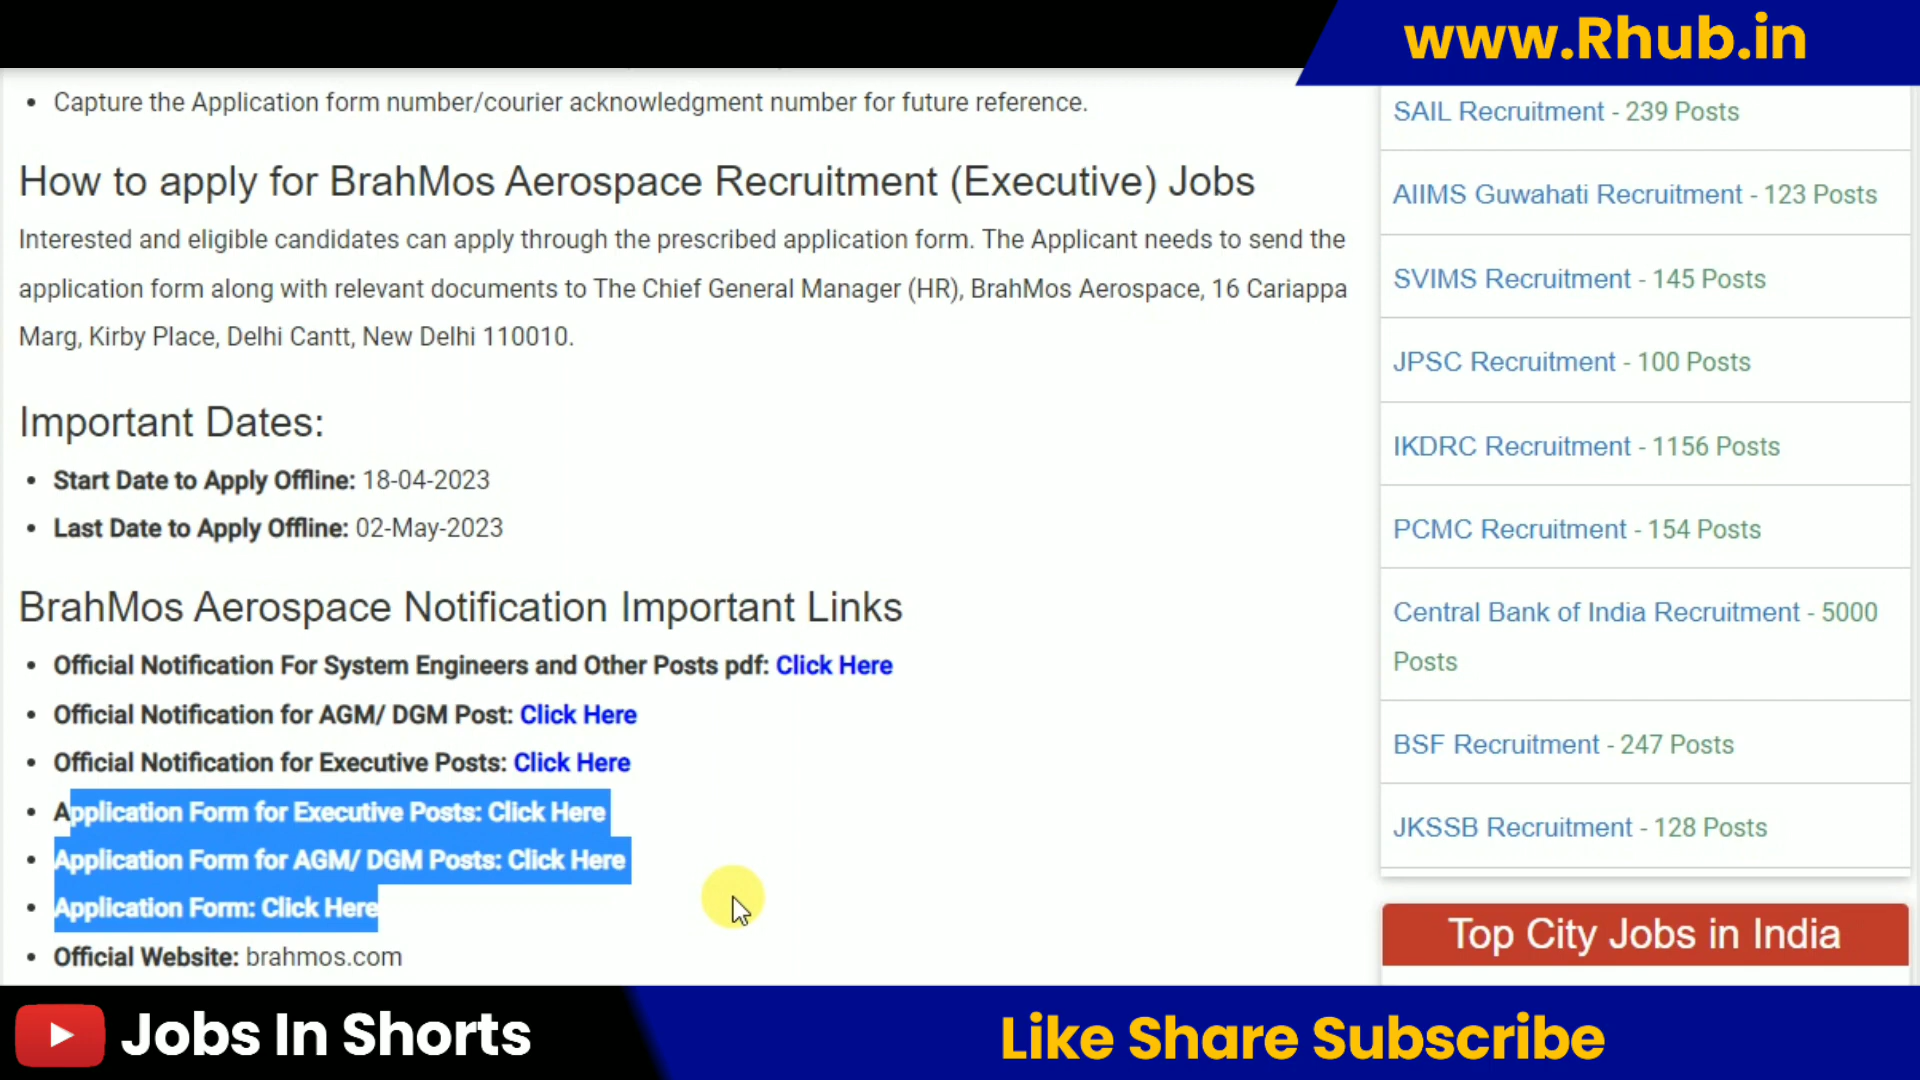 www.Rhub.in
• Capture the Application form number/courier acknowledgment number for future reference.
How to apply for BrahMos Aerospace Recruitment (Executive) Jobs
Interested and eligible candidates can apply through the prescribed application form. The Applicant needs to send the
application form along with relevant documents to The Chief General Manager (HR), BrahMos Aerospace, 16 Cariappa
Marg, Kirby Place, Delhi Cantt, New Delhi 110010.
Important Dates:
• Start Date to Apply Offline: 18-04-2023
• Last Date to Apply Offline: 02-May-2023
BrahMos Aerospace Notification Important Links
• Official Notification For System Engineers and Other Posts pdf: Click Here
• Official Notification for AGM/ DGM Post: Click Here
• Official Notification for Executive Posts: Click Here
• Application Form for Executive Posts: Click Here
• Application Form for AGM/ DGM Posts: Click Here
• Application Form: Click Here
• Official Website: brahmos.com
SAIL Recruitment - 239 Posts
AIIMS Guwahati Recruitment - 123 Posts
SVIMS Recruitment - 145 Posts
JPSC Recruitment - 100 Posts
IKDRC Recruitment - 1156 Posts
PCMC Recruitment - 154 Posts
Central Bank of India Recruitment - 5000
Posts
BSF Recruitment - 247 Posts
JKSSB Recruitment - 128 Posts
Top City Jobs in India
Jobs In Shorts
Like Share Subscribe